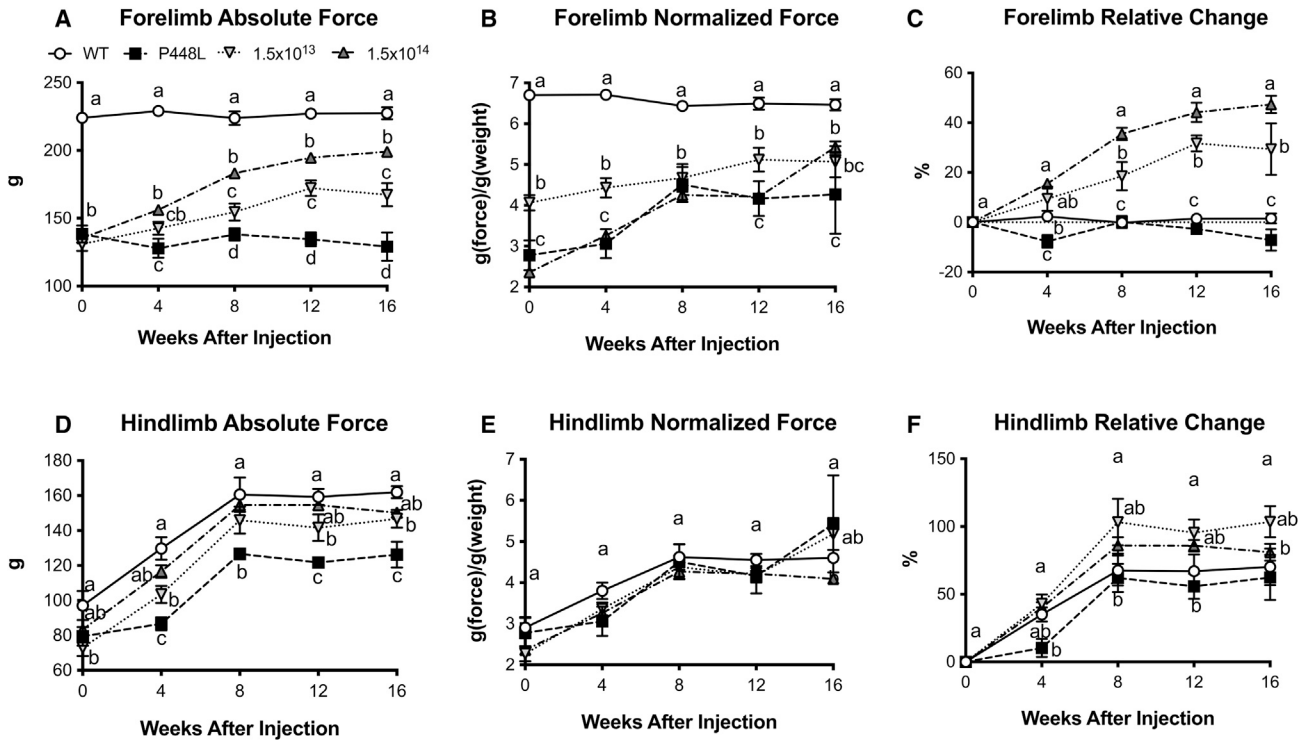 A Forelimb Absolute Force
WT P448L 1.5x10¹³ 1.5x10¹⁴
250
200
150
100
g
a a a a a
b b b b b
cb c c c
c d d d
0 4 8 12 16
Weeks After Injection
B Forelimb Normalized Force
7
6
5
4
3
2
g(force)/g(weight)
a a a a a
b b b b bc
c c c c c
0 4 8 12 16
Weeks After Injection
C Forelimb Relative Change
60
40
20
0
-20
%
a a a a a
ab b b b
b c c c c
c
0 4 8 12 16
Weeks After Injection
D Hindlimb Absolute Force
180
160
140
120
100
80
60
g
a a a a a
ab ab ab ab
b b b b
c b c c
0 4 8 12 16
Weeks After Injection
E Hindlimb Normalized Force
7
6
5
4
3
2
g(force)/g(weight)
a a a a a
ab
b
0 4 8 12 16
Weeks After Injection
F Hindlimb Relative Change
150
100
50
0
%
a a a a a
ab ab ab ab
b b b b b
0 4 8 12 16
Weeks After Injection